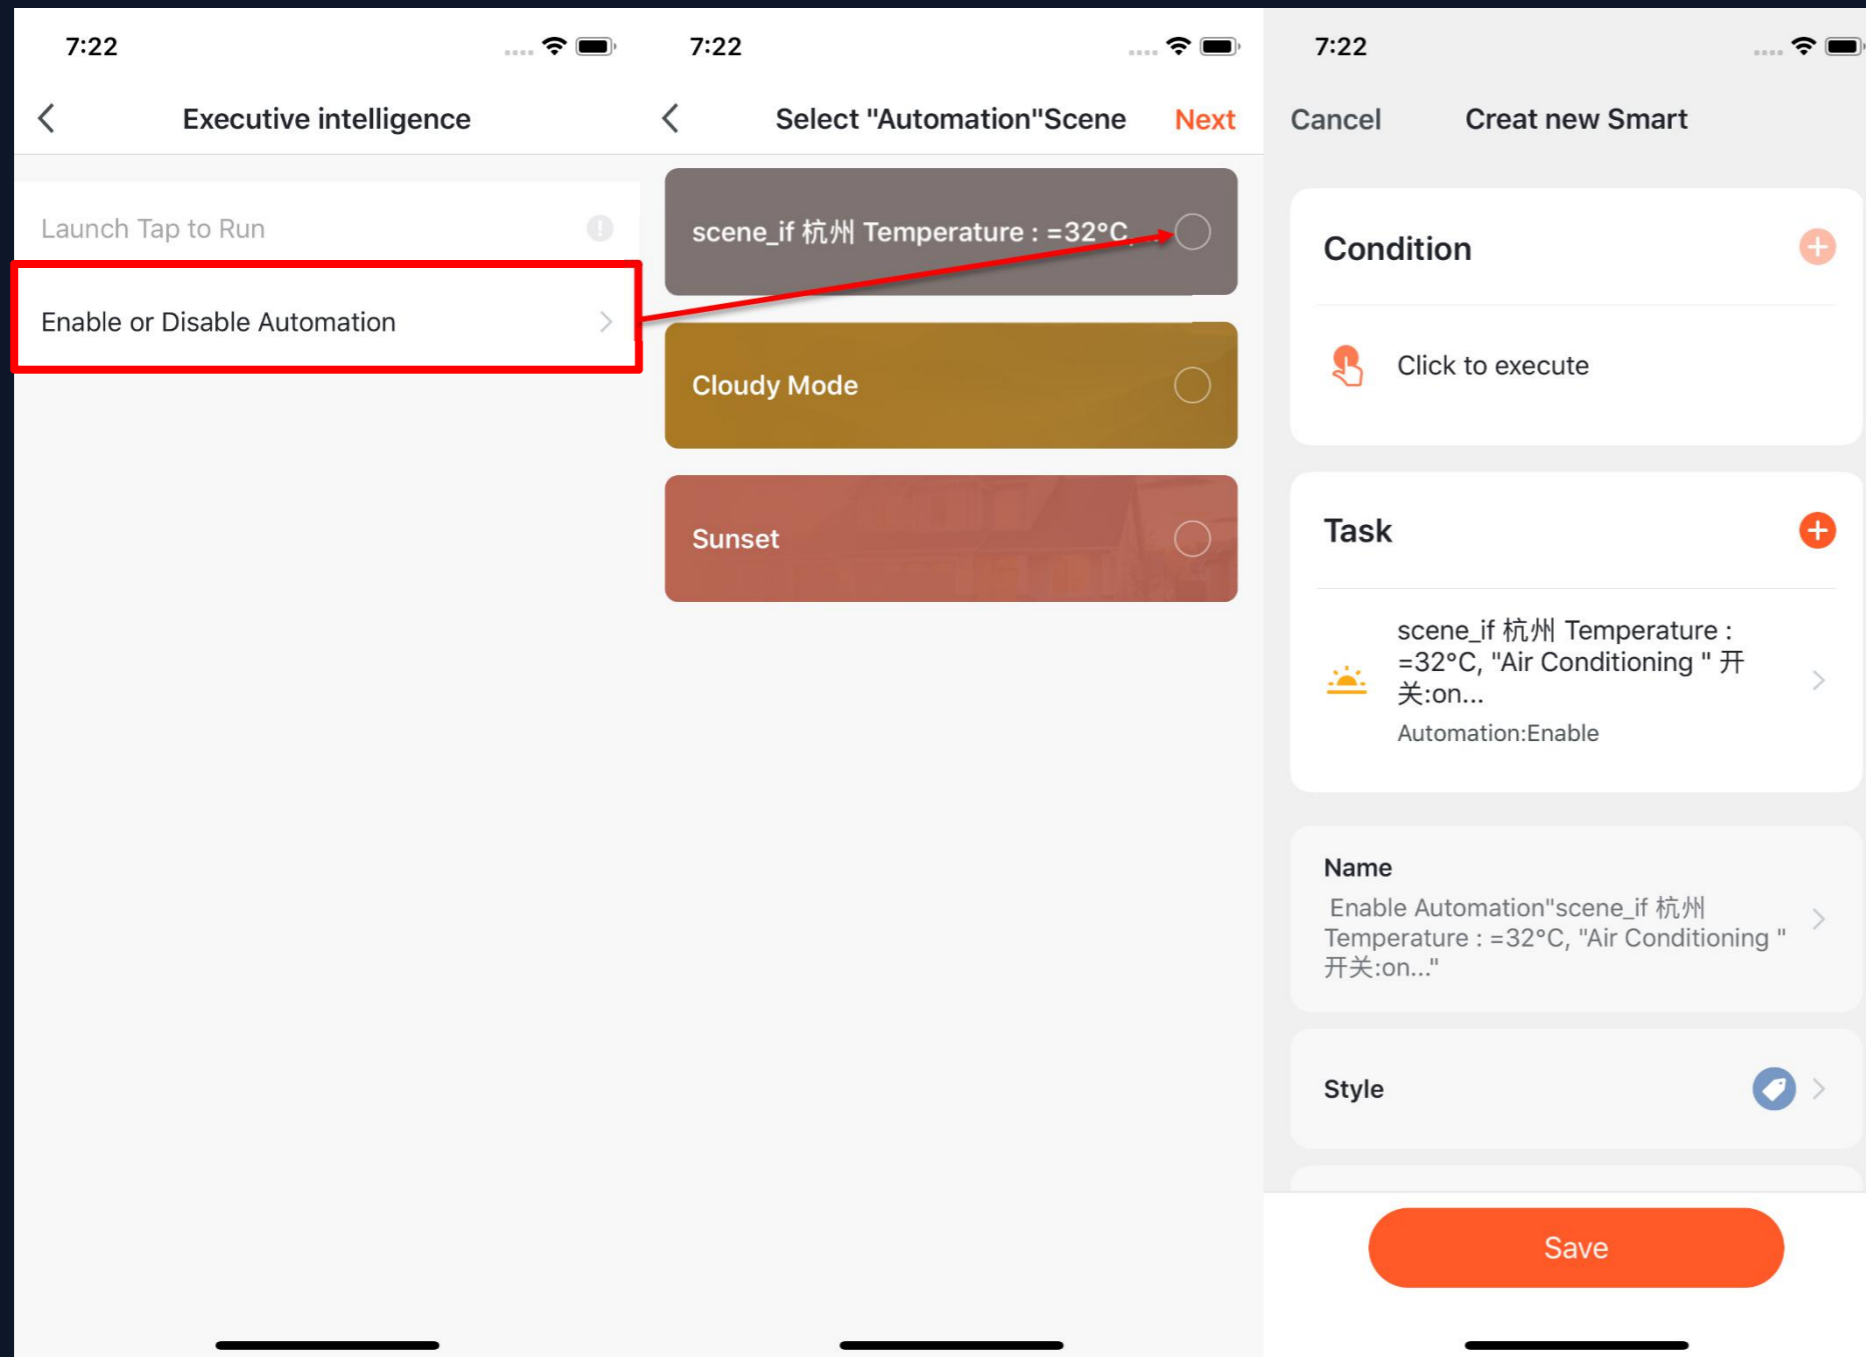 7:22
Executive intelligence
Launch Tap to Run
Enable or Disable Automation
7:22
Select "Automation"Scene
Next
scene_if 杭州 Temperature : =32°C, ...
Cloudy Mode
Sunset
7:22
Cancel
Creat new Smart
Condition
Click to execute
Task
scene_if 杭州 Temperature :
=32°C, "Air Conditioning " 开
关:on...
Automation:Enable
Name
Enable Automation"scene_if 杭州
Temperature : =32°C, "Air Conditioning "
开关:on..."
Style
Save